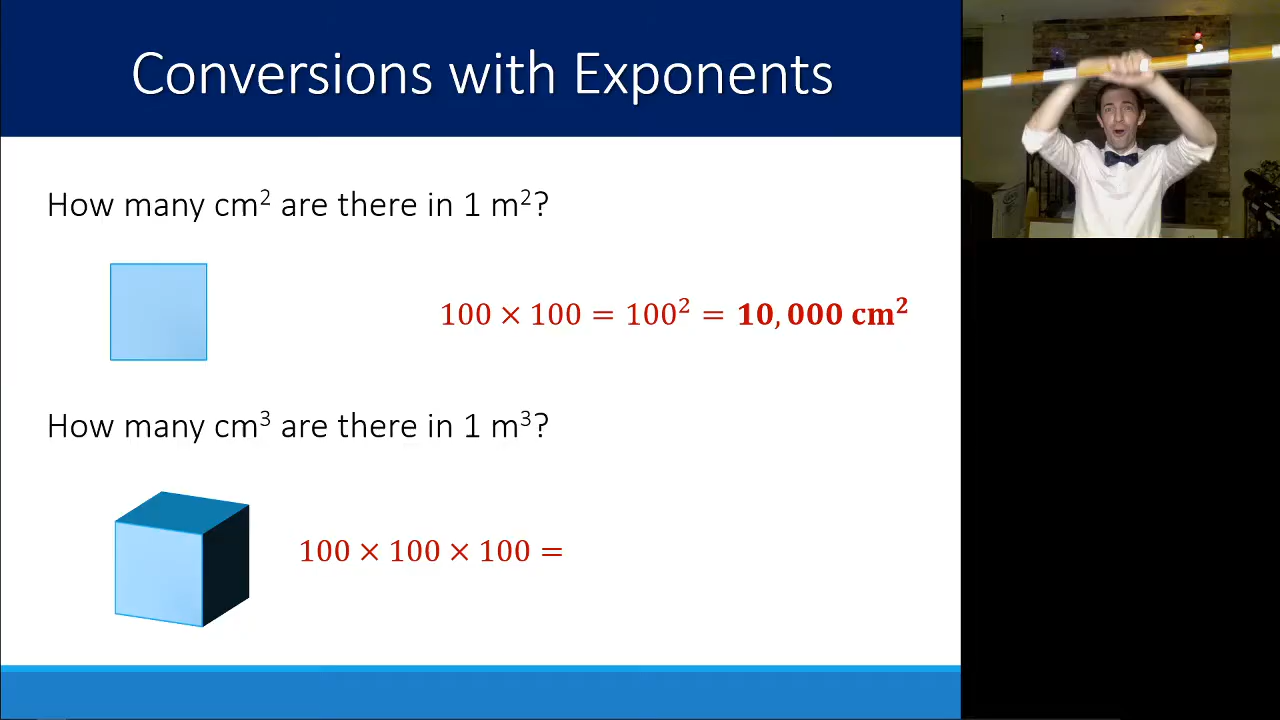 Conversions with Exponents
How many cm² are there in 1 m²?
100 × 100 = 100² = 10,000 cm²
How many cm³ are there in 1 m³?
100 × 100 × 100 =